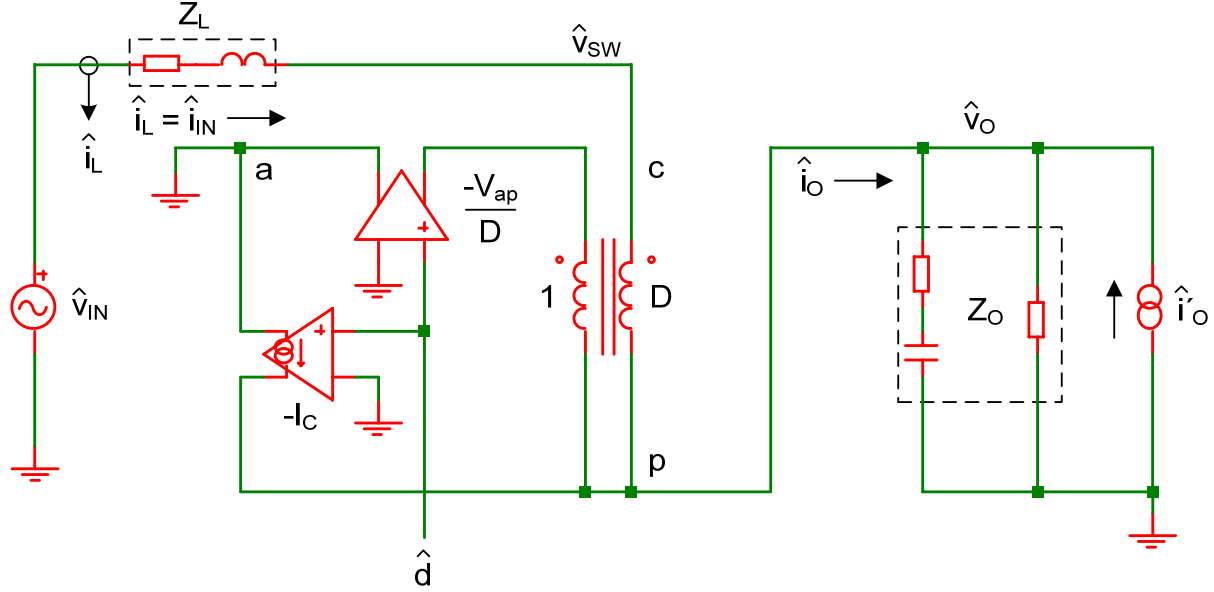 Z_L
v̂_SW
î_L = î_IN
î_L
a
-V_ap
D
c
v̂_O
î_O
+
v̂_IN
+
+
1
D
Z_O
î′_O
-I_C
p
d̂